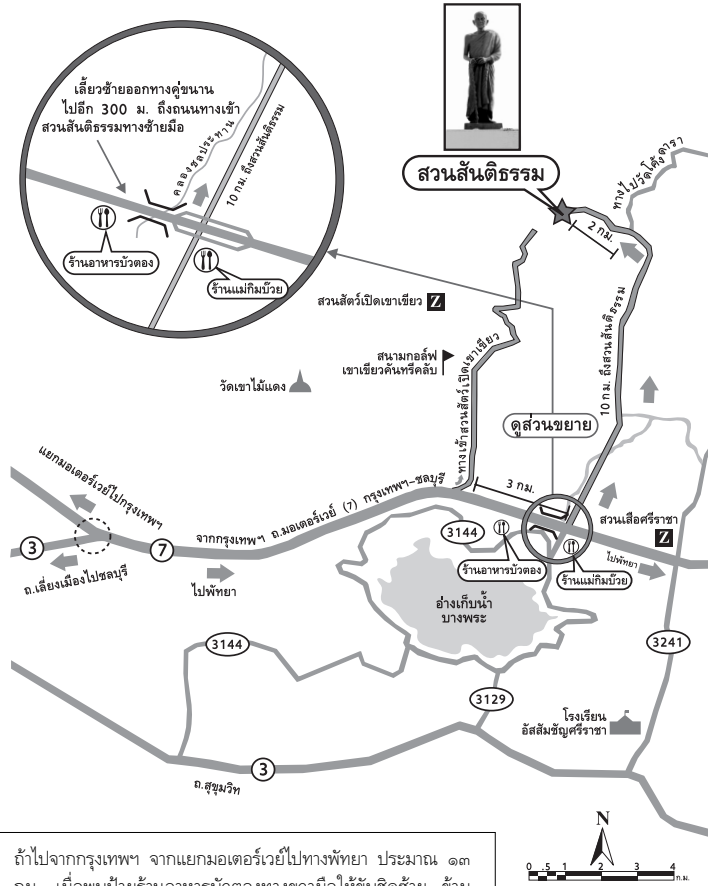 เลี้ยวซ้ายออกทางคู่ขนาน
ไปอีก 300 ม. ถึงถนนทางเข้า
สวนสันติธรรมทางซ้ายมือ
คลองชลประทาน
10 กม. ถึงสวนสันติธรรม
ร้านอาหารบัวตอง
ร้านแม่กิมบ๊วย
สวนสันติธรรม
ทางไปวัดโค้งดารา
2 กม.
สวนสัตว์เปิดเขาเขียว Z
สนามกอล์ฟ
เขาเขียวคันทรีคลับ
วัดเขาไม้แดง
ทางเข้าสวนสัตว์เปิดเขาเขียว
10 กม. ถึงสวนสันติธรรม
ดูส่วนขยาย
3 กม.
แยกมอเตอร์เวย์ไปกรุงเทพฯ
จากกรุงเทพฯ ถ.มอเตอร์เวย์ (7) กรุงเทพฯ-ชลบุรี
สวนเสือศรีราชา
Z
3
7
3144
ร้านอาหารบัวตอง
ร้านแม่กิมบ๊วย
ไปพัทยา
ถ.เลี่ยงเมืองไปชลบุรี
ไปพัทยา
อ่างเก็บน้ำ
บางพระ
3144
3241
3129
โรงเรียน
อัสสัมชัญศรีราชา
3
ถ.สุขุมวิท
N
0 .5 1 2 3 4
ก.ม.
ถ้าไปจากกรุงเทพฯ จากแยกมอเตอร์เวย์ไปทางพัทยา ประมาณ ๑๓